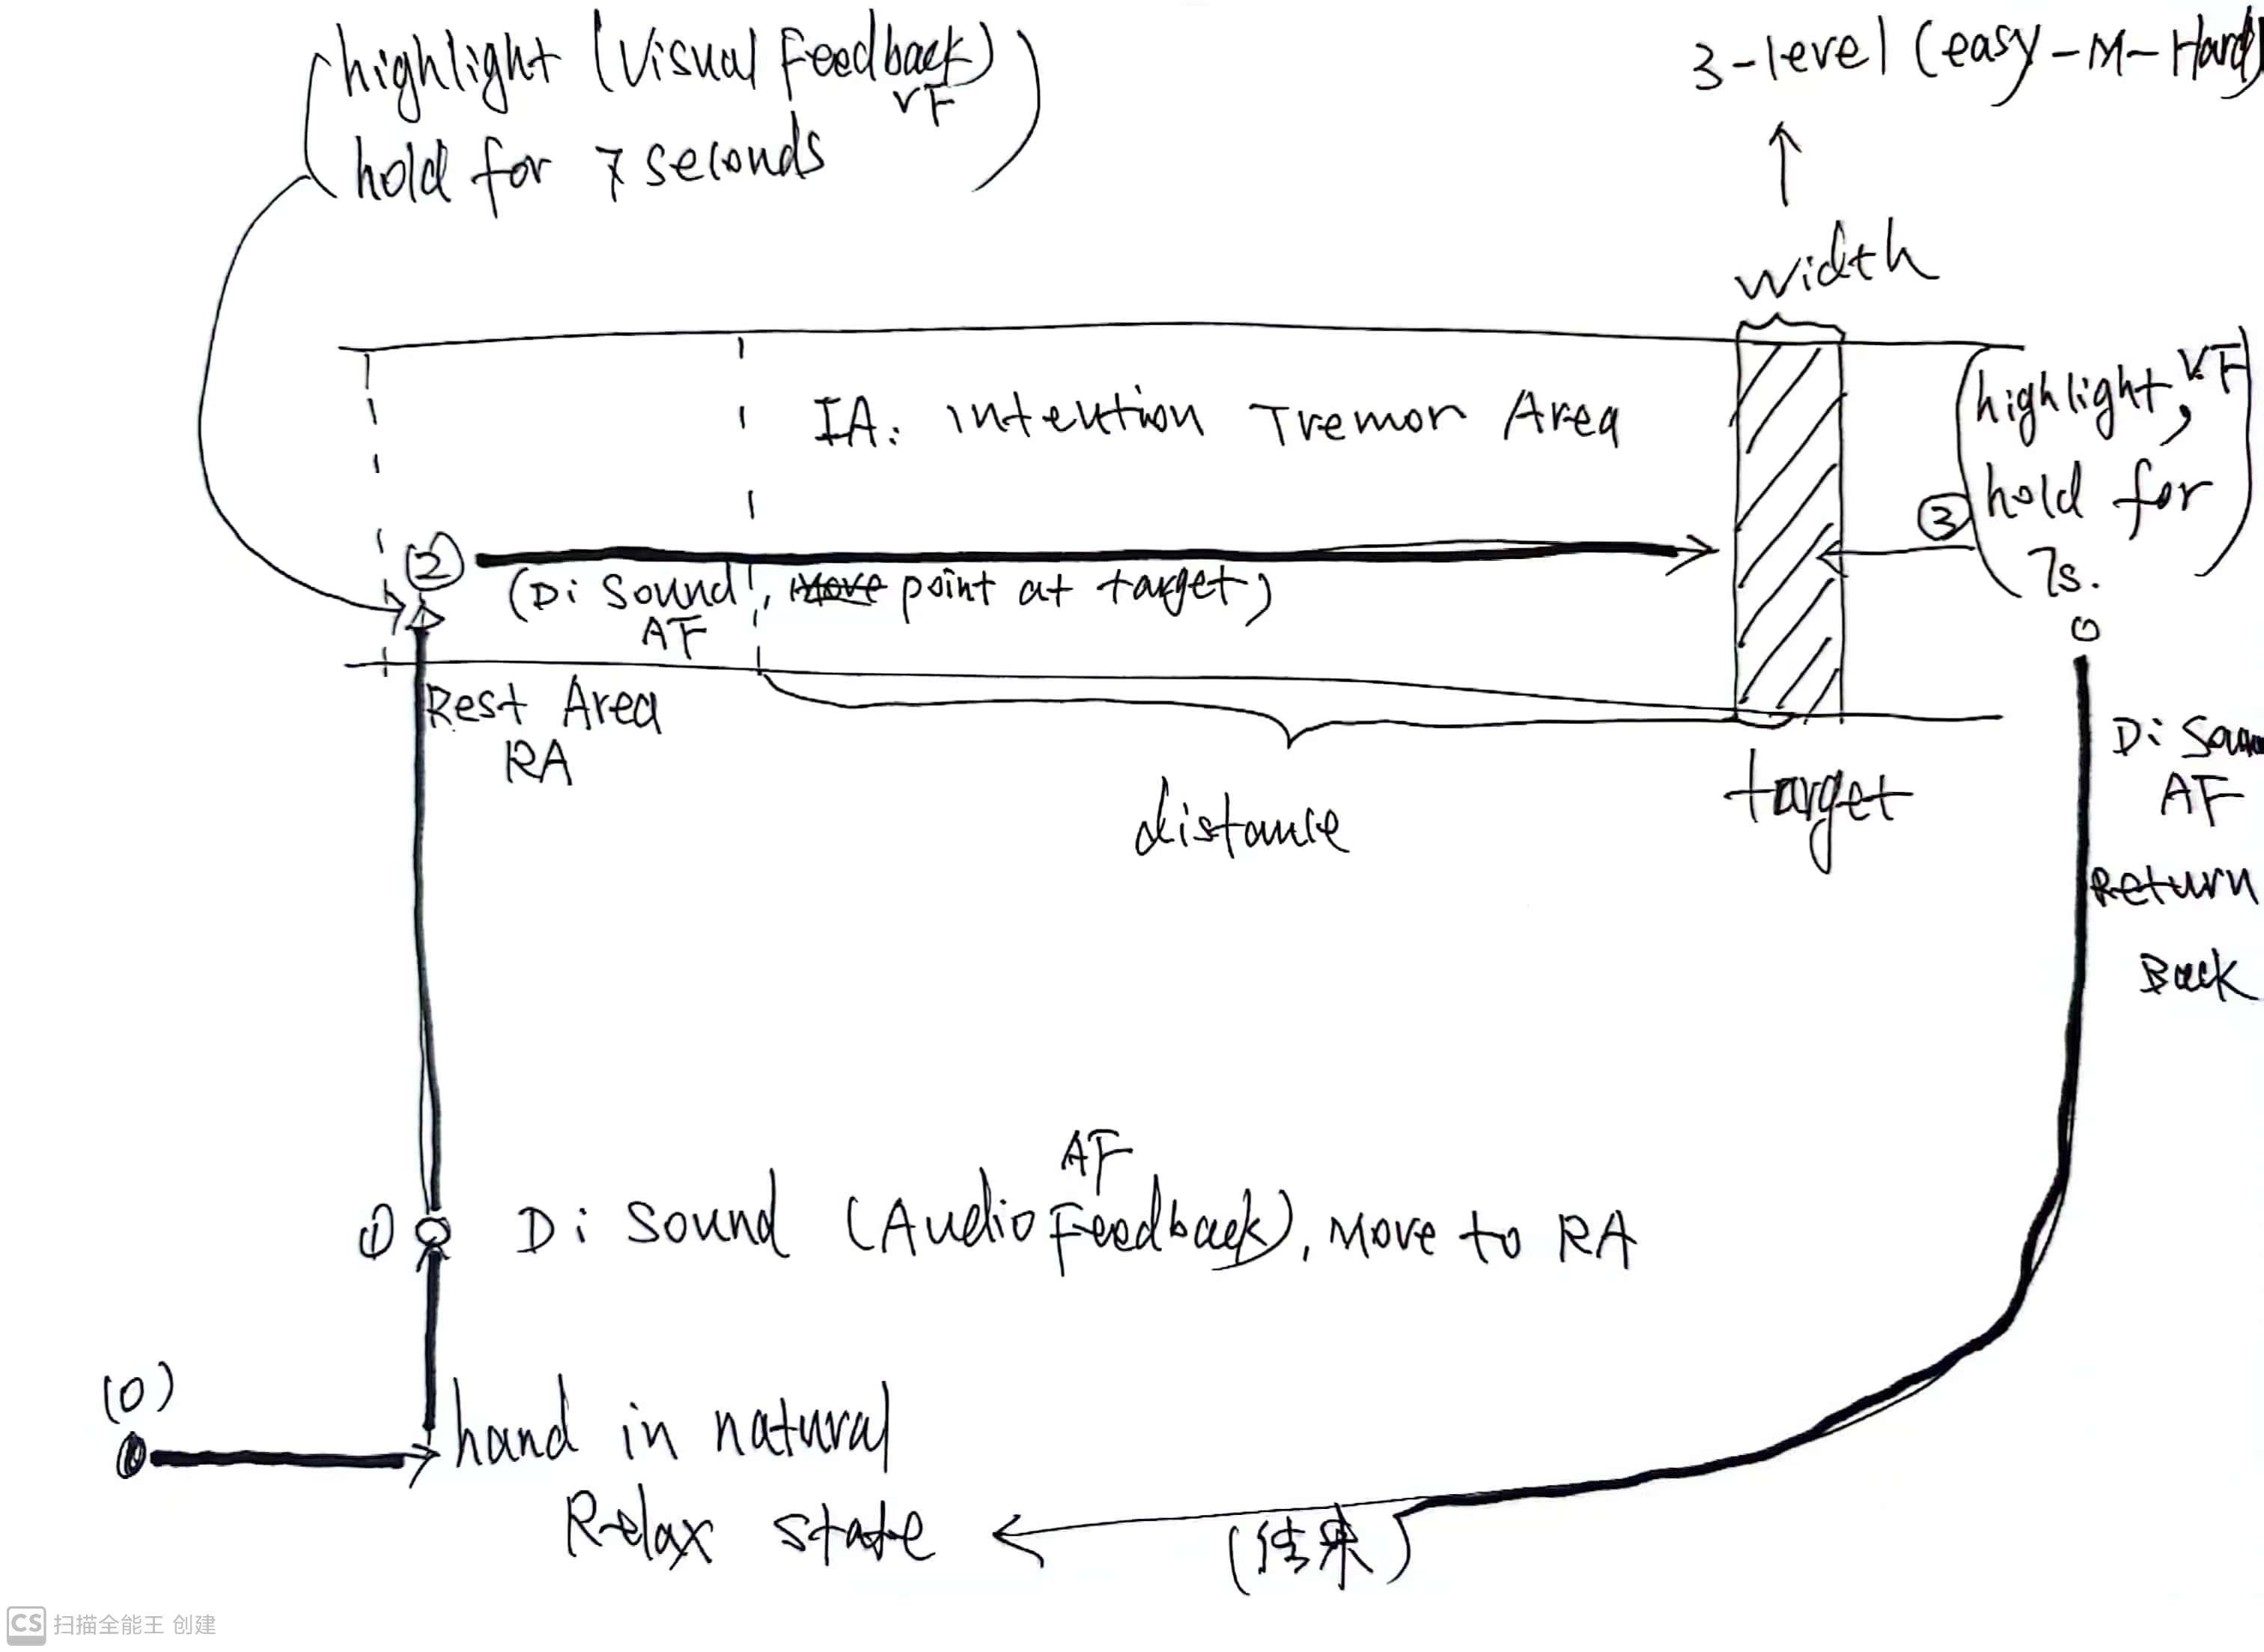 (highlight (Visual Feedback)
VF
hold for 7 seconds)
3-level (easy-M-Hard)
width
IA: intention Tremor Area
(highlight, VF
③ hold for
7s.)
②
(Di Sound, point at target)
AF
Rest Area
RA
distance
target
Di Soun
AF
Return
Back
AF
① Di Sound (Audio Feedback), Move to RA
(0)
hand in natural
Relax state
(结束)
CS 扫描全能王 创建